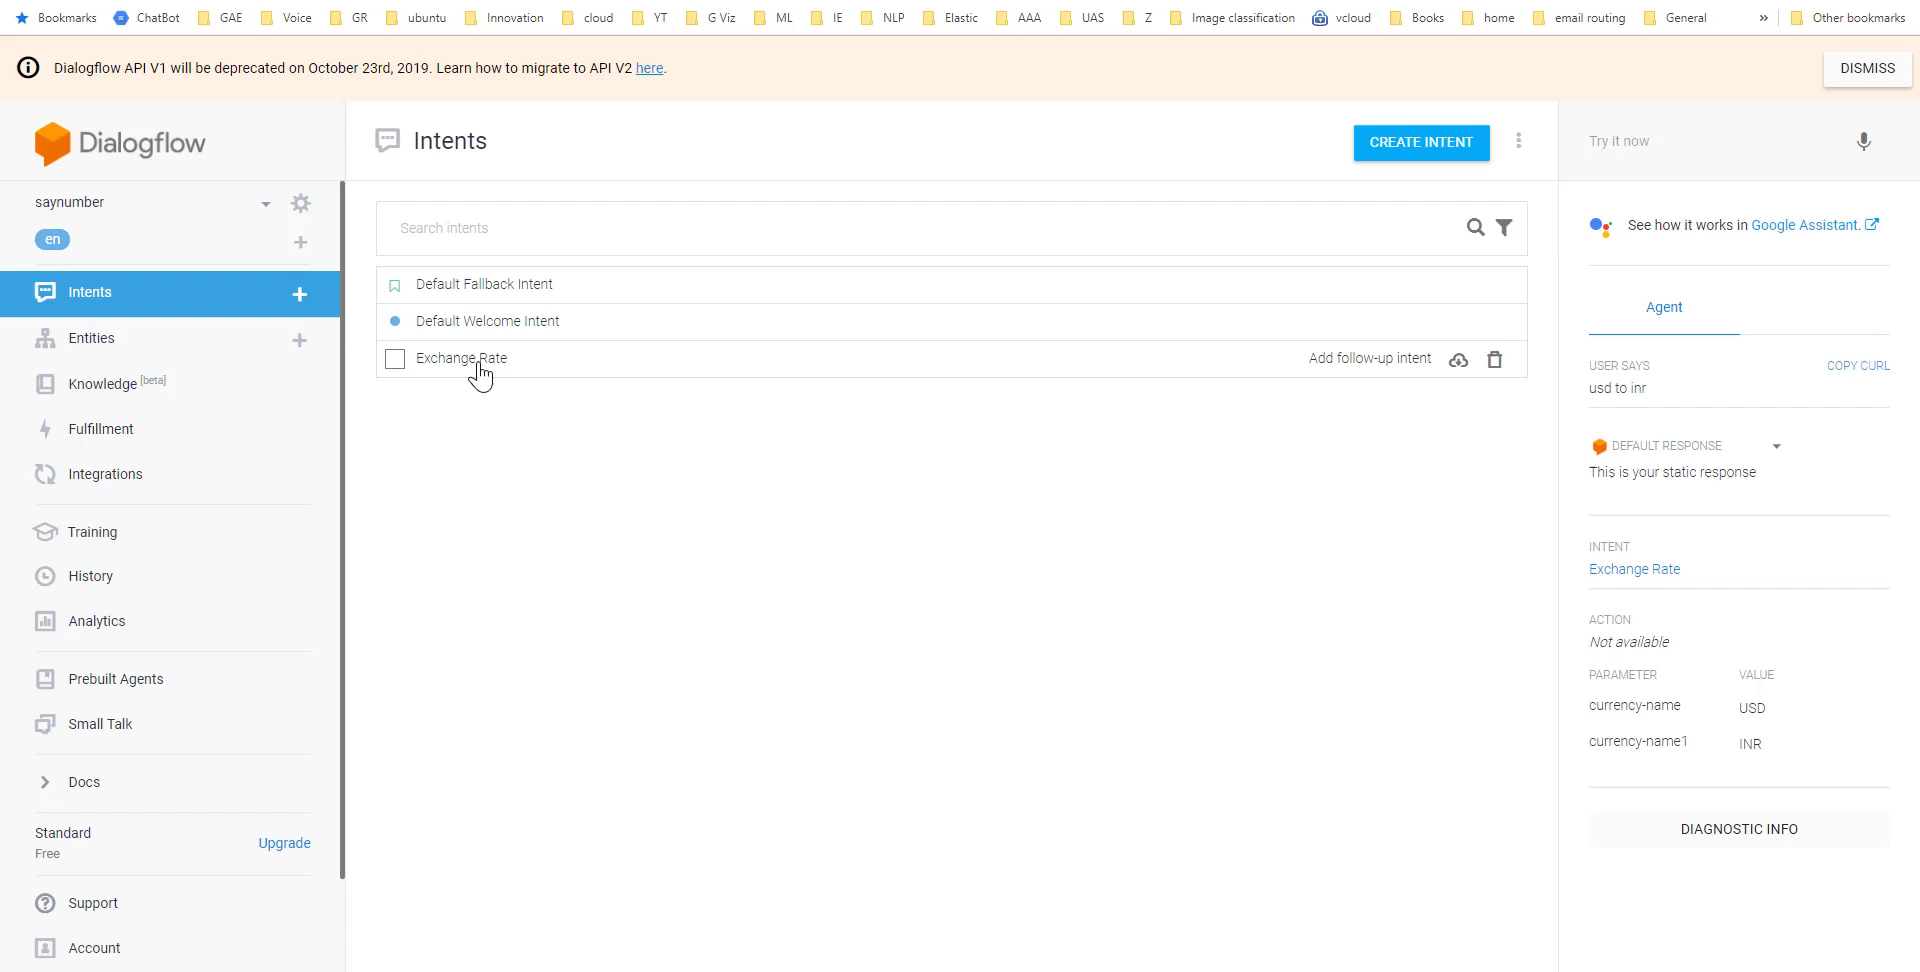 Bookmarks ChatBot GAE Voice GR ubuntu Innovation cloud YT G Viz ML IE NLP Elastic AAA UAS Z Image classification vcloud Books home email routing General » Other bookmarks
Dialogflow API V1 will be deprecated on October 23rd, 2019. Learn how to migrate to API V2 here.
DISMISS
Dialogflow
saynumber
en
Intents
Entities
Knowledge [beta]
Fulfillment
Integrations
Training
History
Analytics
Prebuilt Agents
Small Talk
Docs
Standard
Free
Upgrade
Support
Account
Intents
CREATE INTENT
Search intents
Default Fallback Intent
Default Welcome Intent
Exchange Rate
Add follow-up intent
Try it now
See how it works in Google Assistant.
Agent
USER SAYS COPY CURL
usd to inr
DEFAULT RESPONSE
This is your static response
INTENT
Exchange Rate
ACTION
Not available
PARAMETER VALUE
currency-name USD
currency-name1 INR
DIAGNOSTIC INFO